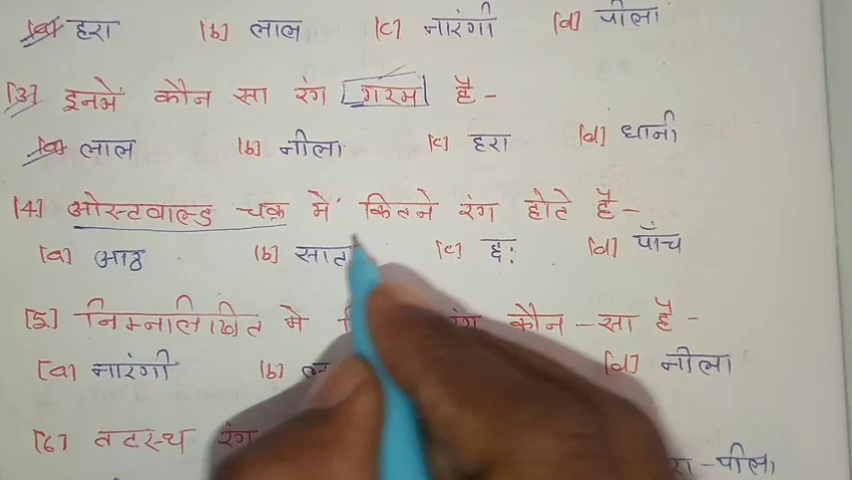 (a) हरा (b) लाल (c) नारंगी (d) पीला
(3) इनमें कौन सा रंग गरम है -
(a) लाल (b) नीला (c) हरा (d) धानी
(4) ओस्टवाल्ड चक्र में कितने रंग होते है -
(a) आठ (b) सात (c) छः (d) पाँच
(5) निम्नलिखित मे रंग कौन - सा है -
(a) नारंगी (b) (d) नीला
(6) तटस्थ रंग
- पीला